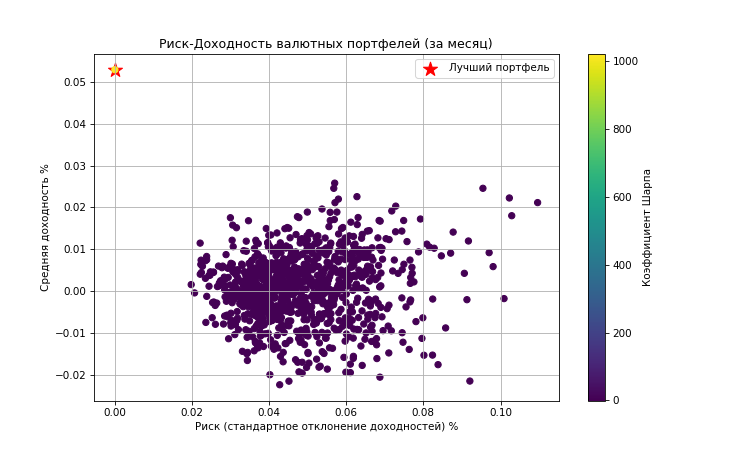 Риск-Доходность валютных портфелей (за месяц)
Лучший портфель
Средняя доходность %
0.05
0.04
0.03
0.02
0.01
0.00
−0.01
−0.02
0.00 0.02 0.04 0.06 0.08 0.10
Риск (стандартное отклонение доходностей) %
1000
800
600
400
200
0
Коэффициент Шарпа